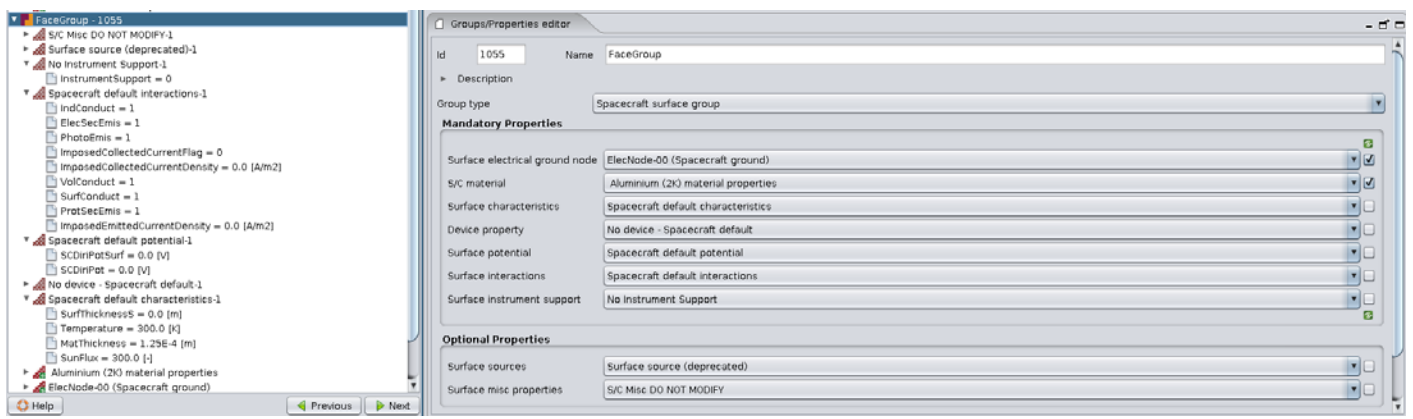 FaceGroup - 1055
S/C Misc DO NOT MODIFY-1
Surface source (deprecated)-1
No Instrument Support-1
InstrumentSupport = 0
Spacecraft default interactions-1
IndConduct = 1
ElecSecEmis = 1
PhotoEmis = 1
ImposedCollectedCurrentFlag = 0
ImposedCollectedCurrentDensity = 0.0 [A/m2]
VolConduct = 1
SurfConduct = 1
ProtSecEmis = 1
ImposedEmittedCurrentDensity = 0.0 [A/m2]
Spacecraft default potential-1
SCDiriPotSurf = 0.0 [V]
SCDiriPot = 0.0 [V]
No device - Spacecraft default-1
Spacecraft default characteristics-1
SurfThicknessS = 0.0 [m]
Temperature = 300.0 [K]
MatThickness = 1.25E-4 [m]
SunFlux = 300.0 [-]
Aluminium (2K) material properties
ElecNode-00 (Spacecraft ground)
Help
Previous
Next
Groups/Properties editor
Id 1055 Name FaceGroup
Description
Group type Spacecraft surface group
Mandatory Properties
Surface electrical ground node ElecNode-00 (Spacecraft ground)
S/C material Aluminium (2K) material properties
Surface characteristics Spacecraft default characteristics
Device property No device - Spacecraft default
Surface potential Spacecraft default potential
Surface interactions Spacecraft default interactions
Surface instrument support No Instrument Support
Optional Properties
Surface sources Surface source (deprecated)
Surface misc properties S/C Misc DO NOT MODIFY